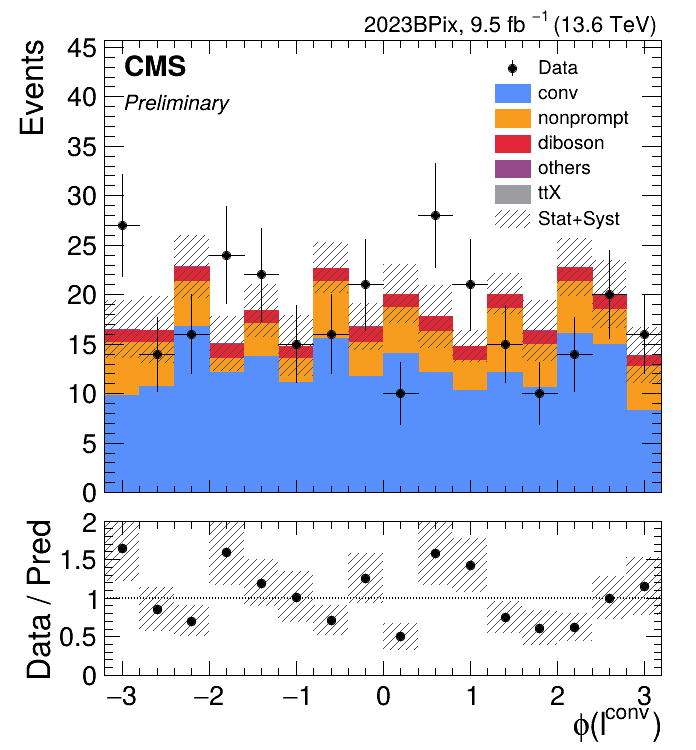 2023BPix, 9.5 fb⁻¹ (13.6 TeV)
CMS
Preliminary
Events
45
40
35
30
25
20
15
10
5
0
Data
conv
nonprompt
diboson
others
ttX
Stat+Syst
Data / Pred
2
1.5
1
0.5
0
−3 −2 −1 0 1 2 3
ϕ(l^conv)